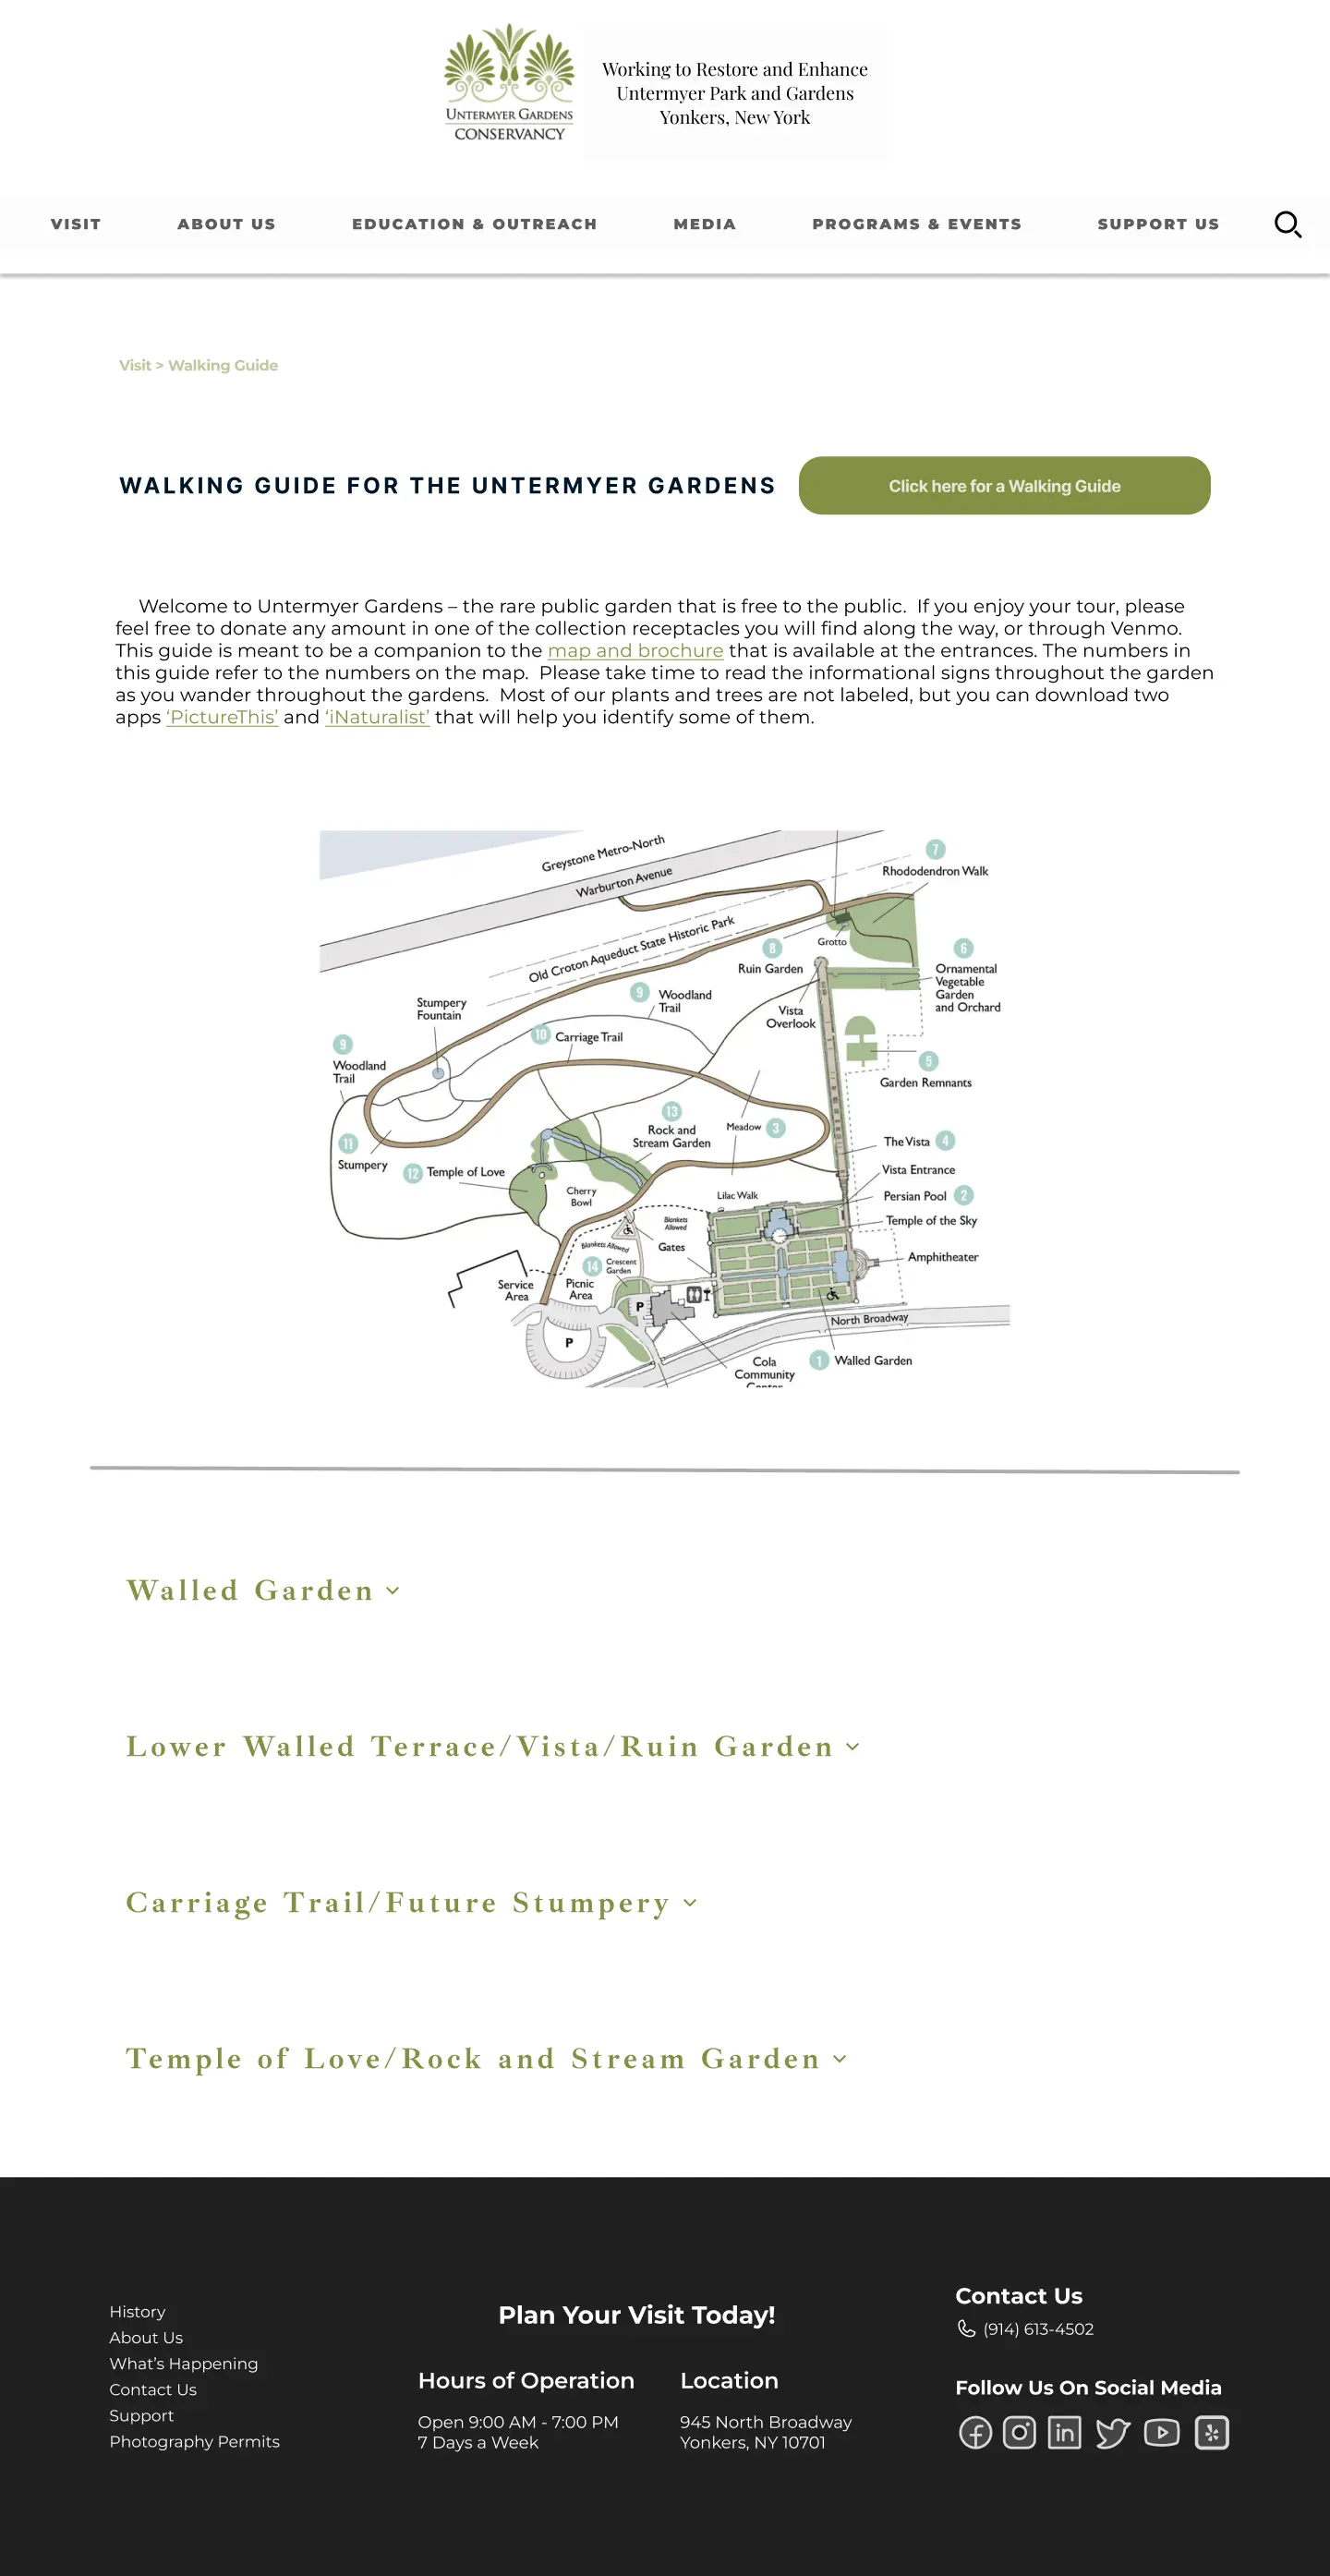 UNTERMYER GARDENS
CONSERVANCY
Working to Restore and Enhance
Untermyer Park and Gardens
Yonkers, New York
VISIT
ABOUT US
EDUCATION & OUTREACH
MEDIA
PROGRAMS & EVENTS
SUPPORT US
Visit > Walking Guide
WALKING GUIDE FOR THE UNTERMYER GARDENS
Click here for a Walking Guide
Welcome to Untermyer Gardens – the rare public garden that is free to the public.  If you enjoy your tour, please
feel free to donate any amount in one of the collection receptacles you will find along the way, or through Venmo.
This guide is meant to be a companion to the map and brochure that is available at the entrances. The numbers in
this guide refer to the numbers on the map.  Please take time to read the informational signs throughout the garden
as you wander throughout the gardens.  Most of our plants and trees are not labeled, but you can download two
apps ‘PictureThis’ and ‘iNaturalist’ that will help you identify some of them.
Greystone Metro-North
Warburton Avenue
Old Croton Aqueduct State Historic Park
7
Rhododendron Walk
Grotto
8
Ruin Garden
6
Ornamental
Vegetable
Garden
and Orchard
9
Woodland
Trail
Vista
Overlook
Stumpery
Fountain
10
Carriage Trail
9
Woodland
Trail
5
Garden Remnants
13
Rock and
Stream Garden
Meadow
3
The Vista
4
11
Stumpery
12
Temple of Love
Vista Entrance
Cherry
Bowl
Lilac Walk
Persian Pool
2
Temple of the Sky
Blankets
Allowed
Blankets Allowed
Gates
Amphitheater
14
Crescent
Garden
Service
Area
Picnic
Area
P
P
North Broadway
Cola
Community
Center
1
Walled Garden
Walled Garden
Lower Walled Terrace/Vista/Ruin Garden
Carriage Trail/Future Stumpery
Temple of Love/Rock and Stream Garden
History
About Us
What’s Happening
Contact Us
Support
Photography Permits
Plan Your Visit Today!
Hours of Operation
Open 9:00 AM - 7:00 PM
7 Days a Week
Location
945 North Broadway
Yonkers, NY 10701
Contact Us
(914) 613-4502
Follow Us On Social Media